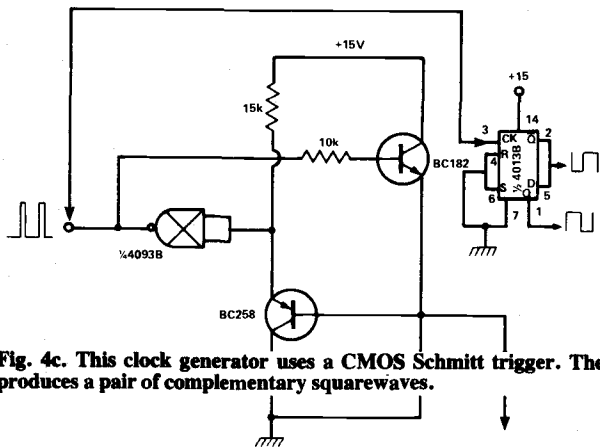 +15V
+15
15k
10k
BC182
3
14
2
CK
Q
4
R
½ 4013B
S
D
6
Q
5
7
1
¼4093B
BC258
Fig. 4c. This clock generator uses a CMOS Schmitt trigger. The
produces a pair of complementary squarewaves.